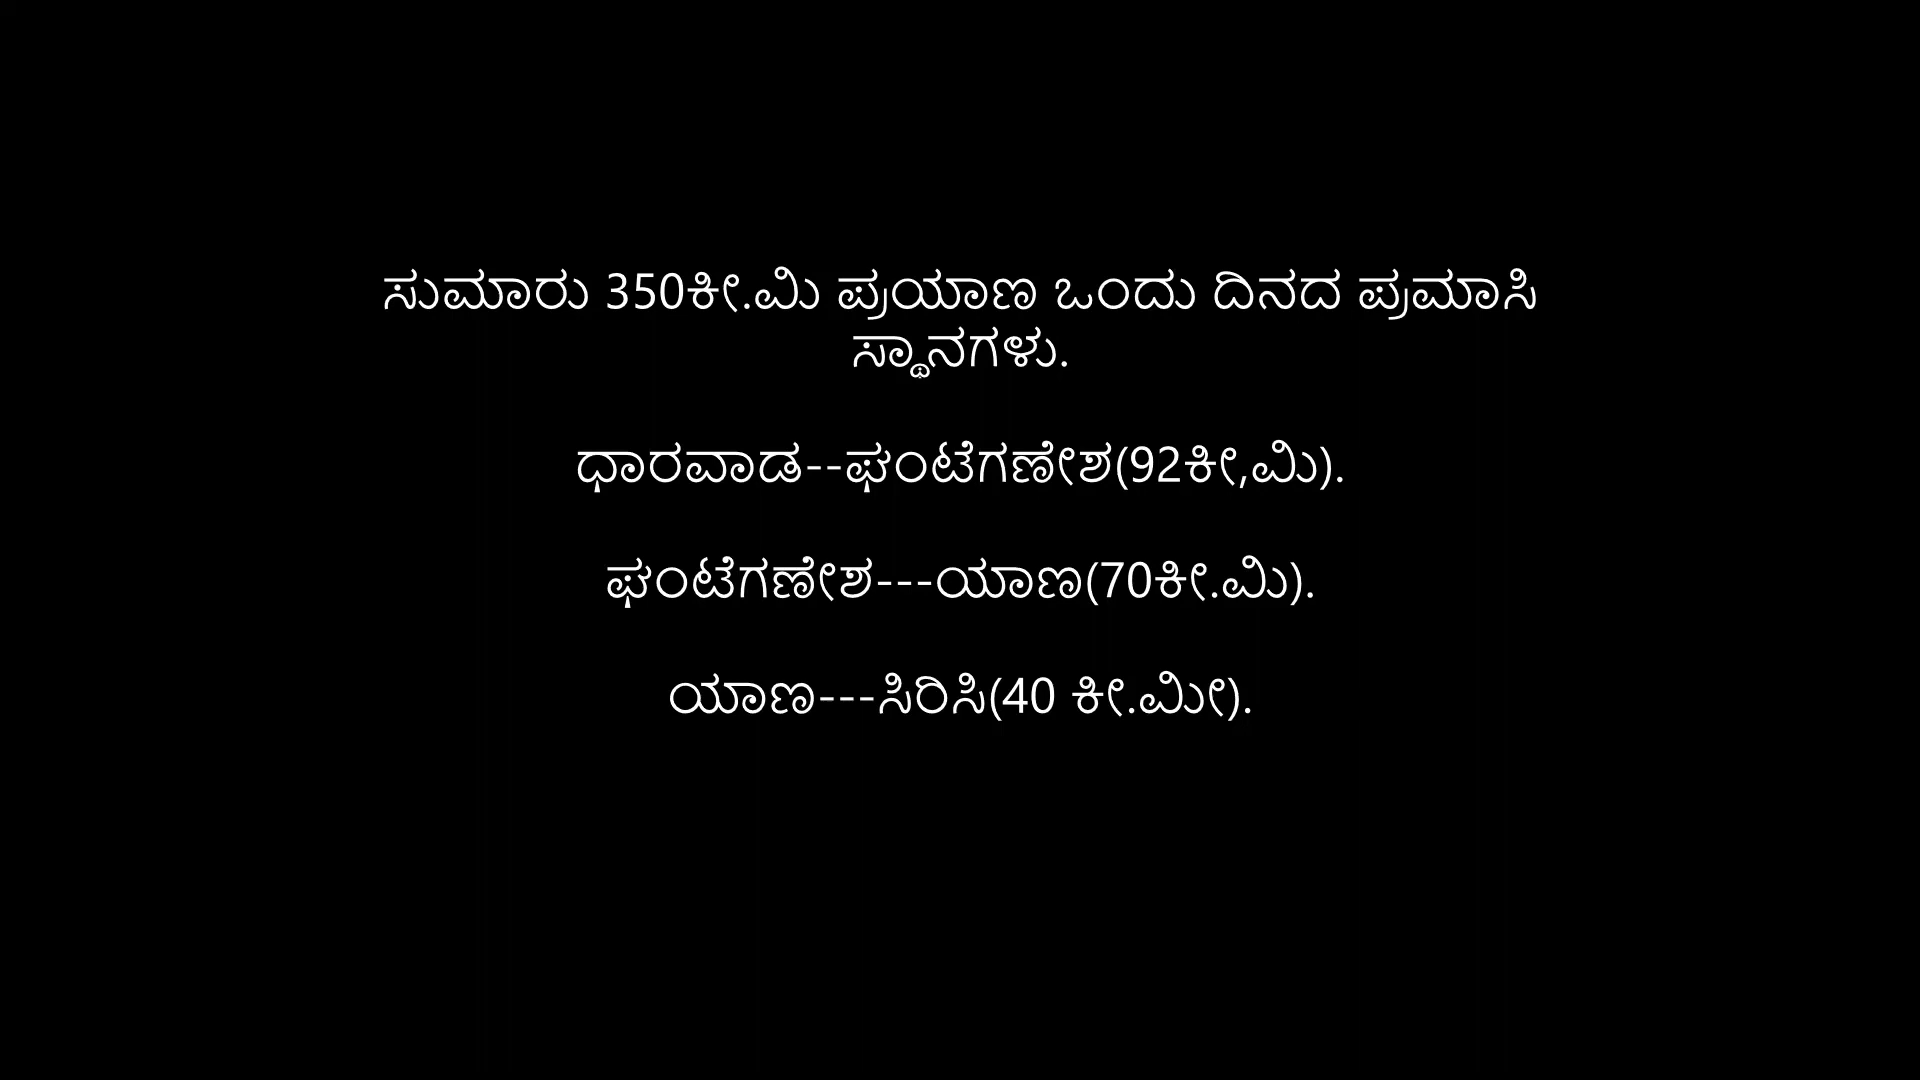 ಸುಮಾರು 350ಕೀ.ಮಿ ಪ್ರಯಾಣ ಒಂದು ದಿನದ ಪ್ರಮಾಸಿ
ಸ್ಥಾನಗಳು.
ಧಾರವಾಡ--ಘಂಟೆಗಣೇಶ(92ಕೀ,ಮಿ).
ಘಂಟೆಗಣೇಶ---ಯಾಣ(70ಕೀ.ಮಿ).
ಯಾಣ---ಸಿರಿಸಿ(40 ಕೀ.ಮೀ).